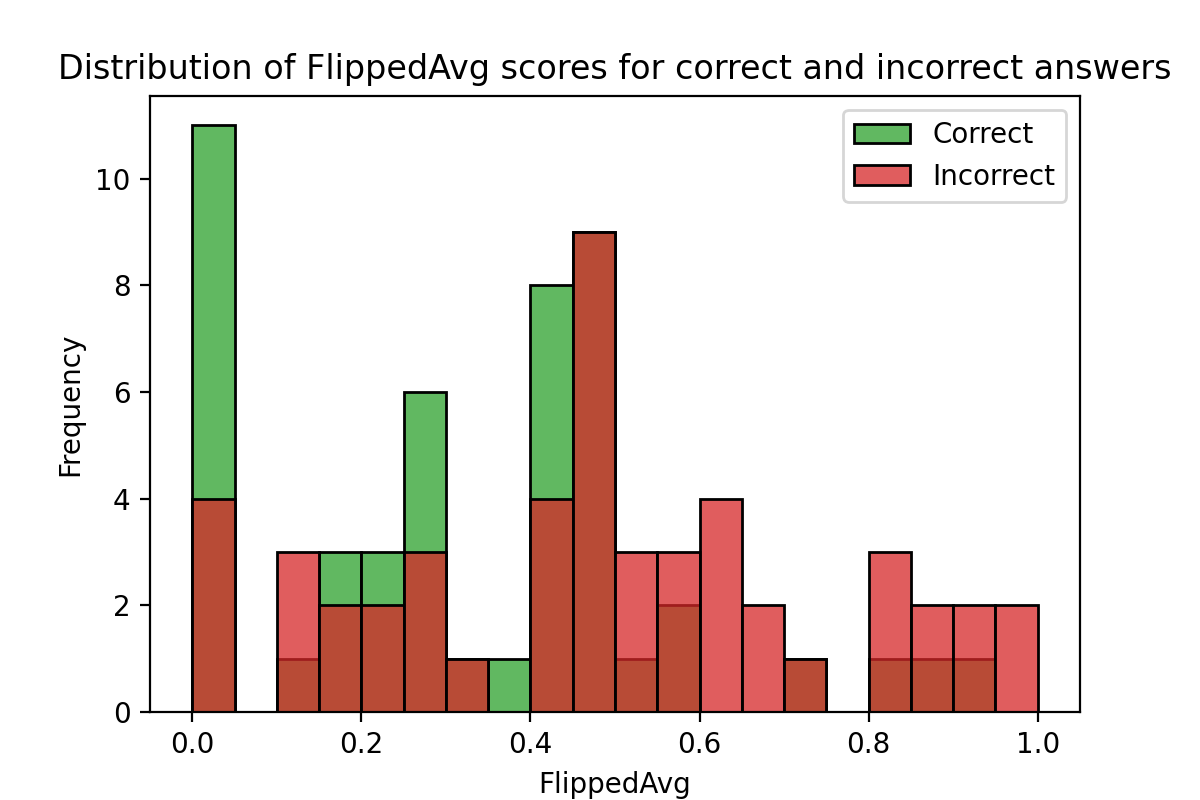 Distribution of FlippedAvg scores for correct and incorrect answers
Correct
Incorrect
Frequency
10
8
6
4
2
0
0.0 0.2 0.4 0.6 0.8 1.0
FlippedAvg